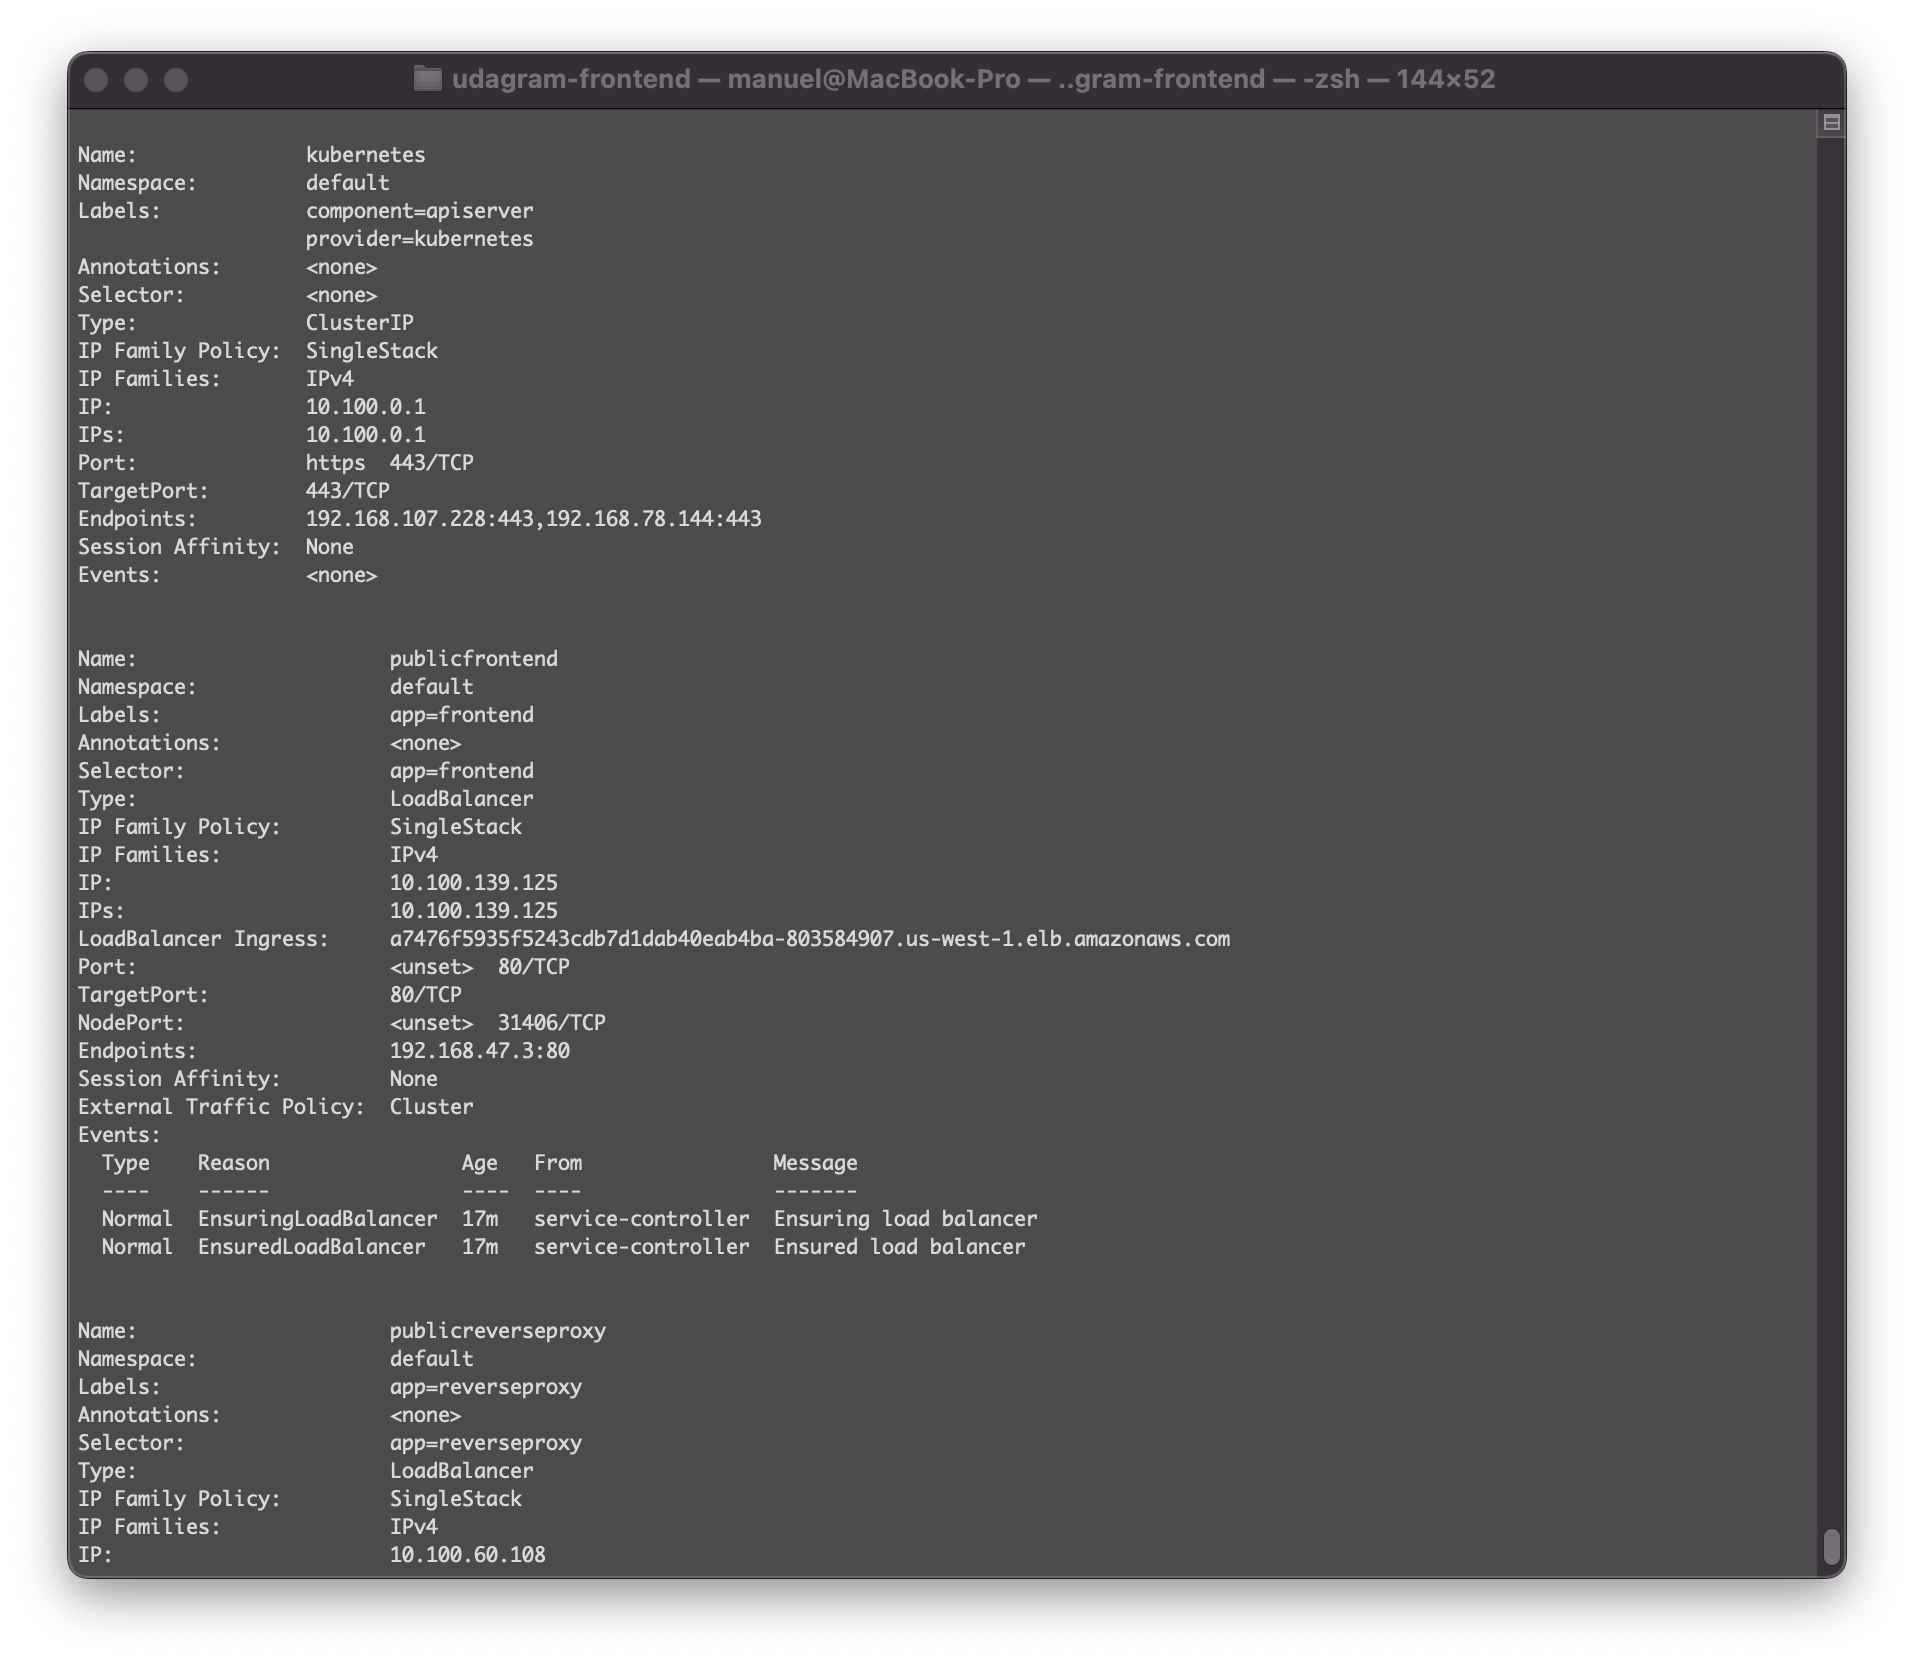 udagram-frontend — manuel@MacBook-Pro — ..gram-frontend — -zsh — 144×52
Name:              kubernetes
Namespace:         default
Labels:            component=apiserver
                   provider=kubernetes
Annotations:       <none>
Selector:          <none>
Type:              ClusterIP
IP Family Policy:  SingleStack
IP Families:       IPv4
IP:                10.100.0.1
IPs:               10.100.0.1
Port:              https  443/TCP
TargetPort:        443/TCP
Endpoints:         192.168.107.228:443,192.168.78.144:443
Session Affinity:  None
Events:            <none>
Name:                     publicfrontend
Namespace:                default
Labels:                   app=frontend
Annotations:              <none>
Selector:                 app=frontend
Type:                     LoadBalancer
IP Family Policy:         SingleStack
IP Families:              IPv4
IP:                       10.100.139.125
IPs:                      10.100.139.125
LoadBalancer Ingress:     a7476f5935f5243cdb7d1dab40eab4ba-803584907.us-west-1.elb.amazonaws.com
Port:                     <unset>  80/TCP
TargetPort:               80/TCP
NodePort:                 <unset>  31406/TCP
Endpoints:                192.168.47.3:80
Session Affinity:         None
External Traffic Policy:  Cluster
Events:
  Type    Reason                Age   From                Message
  ----    ------                ----  ----                -------
  Normal  EnsuringLoadBalancer  17m   service-controller  Ensuring load balancer
  Normal  EnsuredLoadBalancer   17m   service-controller  Ensured load balancer
Name:                     publicreverseproxy
Namespace:                default
Labels:                   app=reverseproxy
Annotations:              <none>
Selector:                 app=reverseproxy
Type:                     LoadBalancer
IP Family Policy:         SingleStack
IP Families:              IPv4
IP:                       10.100.60.108